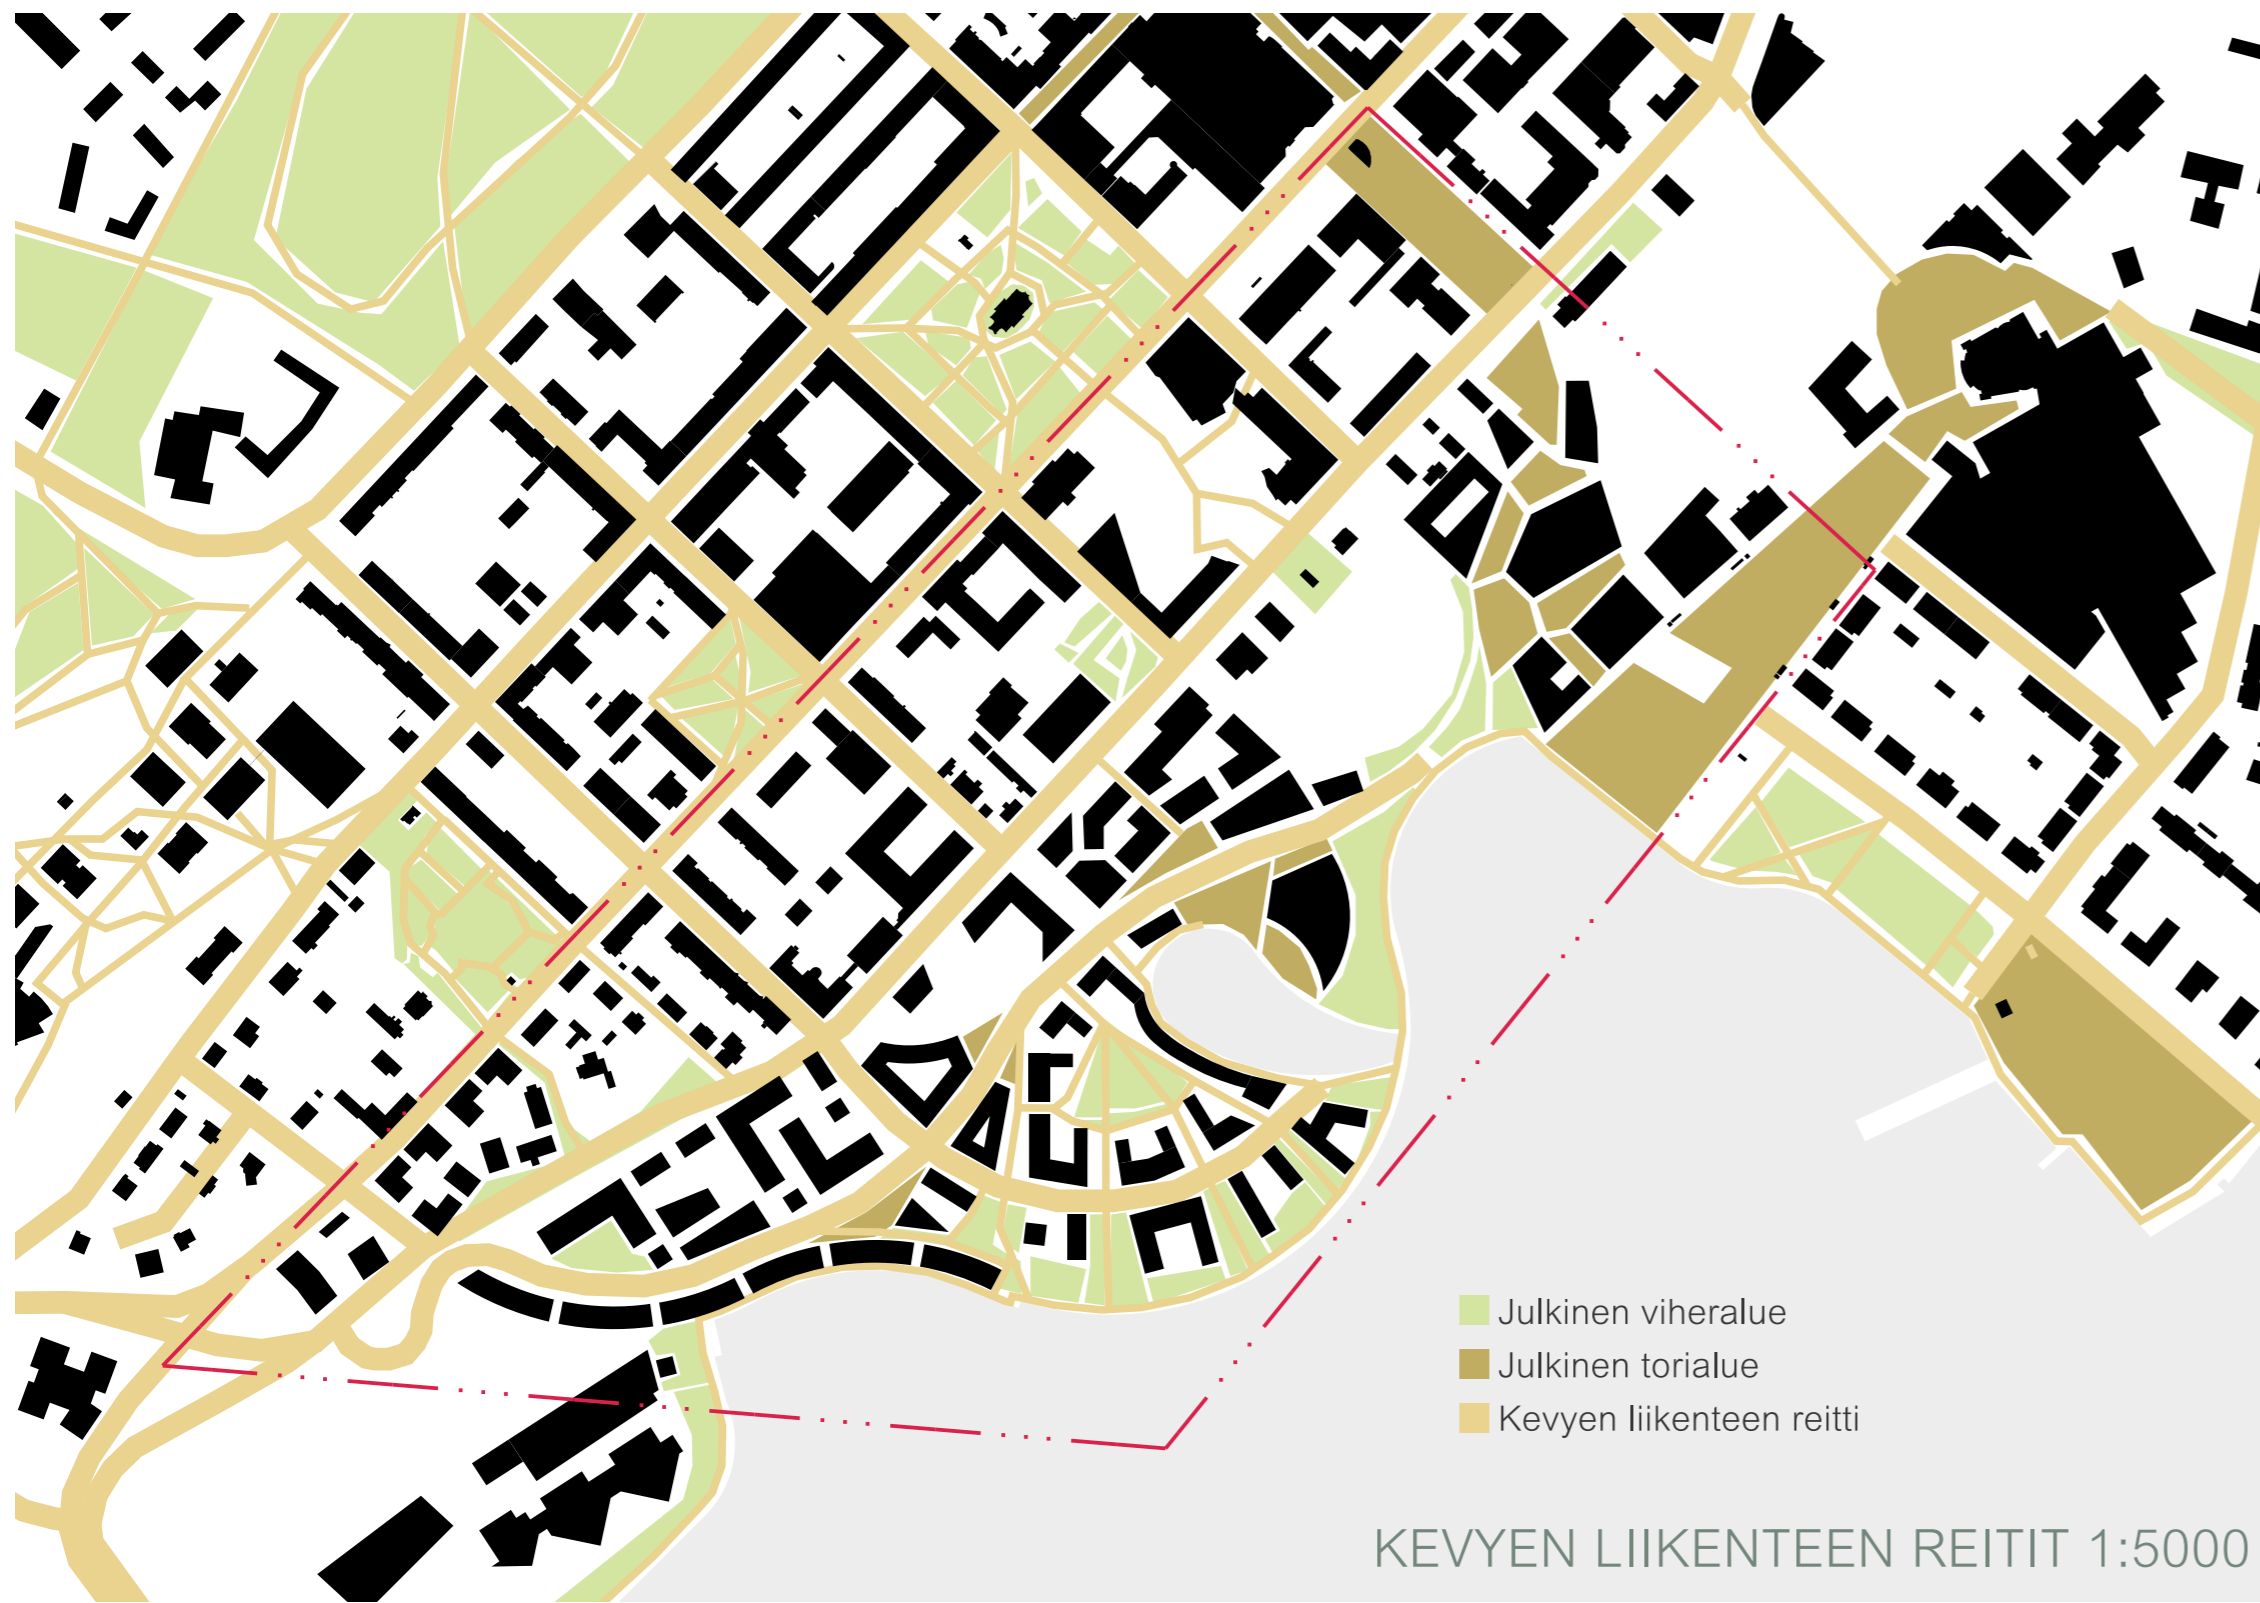 Julkinen viheralue
Julkinen torialue
Kevyen liikenteen reitti
KEVYEN LIIKENTEEN REITIT 1:5000